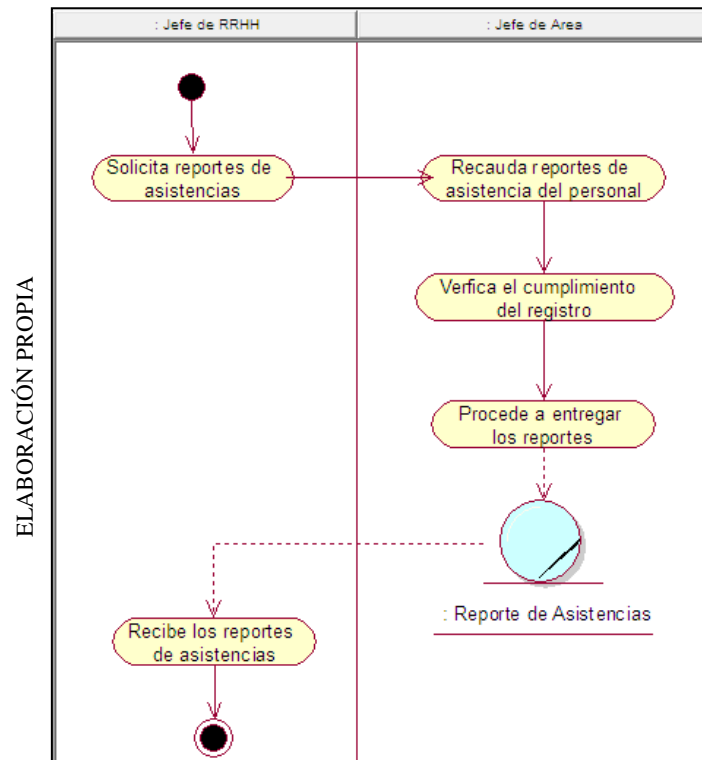 : Jefe de RRHH
: Jefe de Area
Solicita reportes de
asistencias
Recauda reportes de
asistencia del personal
Verfica el cumplimiento
del registro
Procede a entregar
los reportes
: Reporte de Asistencias
Recibe los reportes
de asistencias
ELABORACIÓN PROPIA